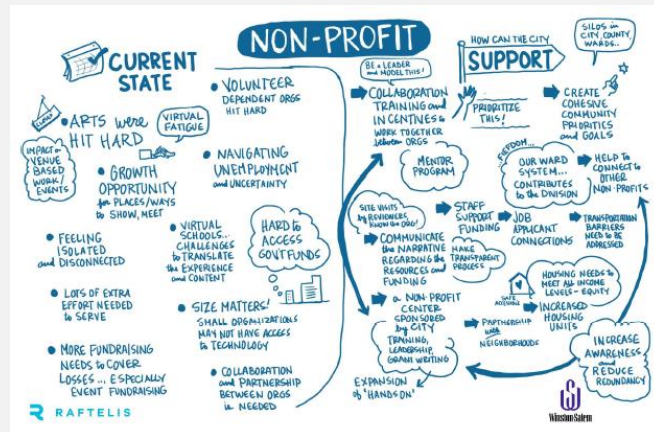 NON-PROFIT
CURRENT
STATE
CLOSED
ARTS were
HIT HARD
VIRTUAL
FATIGUE
IMPACT on
VENUE
BASED
WORK/
EVENTS
GROWTH
OPPORTUNITY
for PLACES/WAYS
to SHOW, MEET
FEELING
ISOLATED
and DISCONNECTED
LOTS OF EXTRA
EFFORT NEEDED
to SERVE
MORE FUNDRAISING
NEEDS to COVER
LOSSES... ESPECIALLY
EVENT FUNDRAISING
VOLUNTEER
DEPENDENT ORGS
HIT HARD
NAVIGATING
UNEMPLOYMENT
and UNCERTAINTY
VIRTUAL
SCHOOLS...
CHALLENGES
to TRANSLATE
the EXPERIENCE
and CONTENT
HARD to
ACCESS
GOV'T FUNDS
SIZE MATTERS!
SMALL ORGANIZATIONS
MAY NOT HAVE ACCESS
to TECHNOLOGY
COLLABORATION
and PARTNERSHIP
BETWEEN ORGS
is NEEDED
HOW CAN THE CITY
SUPPORT
SILOS in
CITY, COUNTY,
WARDS..
BE a LEADER
and MODEL THIS!
COLLABORATION
TRAINING and
INCENTIVES to
WORK TOGETHER
between ORGS
PRIORITIZE
THIS!
CREATE
COHESIVE
COMMUNITY
PRIORITIES
and GOALS
MENTOR
PROGRAM
FIEFDOM...
OUR WARD
SYSTEM...
CONTRIBUTES
to the DIVISION
HELP to
CONNECT to
OTHER
NON-PROFITS
SITE VISITS
by REVIEWERS,
KNOW the ORG!
STAFF
SUPPORT
FUNDING
JOB
APPLICANT
CONNECTIONS
TRANSPORTATION
BARRIERS
NEED to BE
ADDRESSED
COMMUNICATE
the NARRATIVE
REGARDING the
RESOURCES and
FUNDING
MAKE
TRANSPARENT
PROCESS
HOUSING NEEDS to
MEET ALL INCOME
LEVELS - EQUITY
SAFE
INCREASED
HOUSING
UNITS
a NON-PROFIT
CENTER
SPONSORED
by CITY
TRAINING,
LEADERSHIP,
GRANT WRITING
PARTNERSHIP
with
NEIGHBORHOODS
INCREASE
AWARENESS
and
REDUCE
REDUNDANCY
EXPANSION
of "HANDS ON"
RAFTELIS
Winston Salem